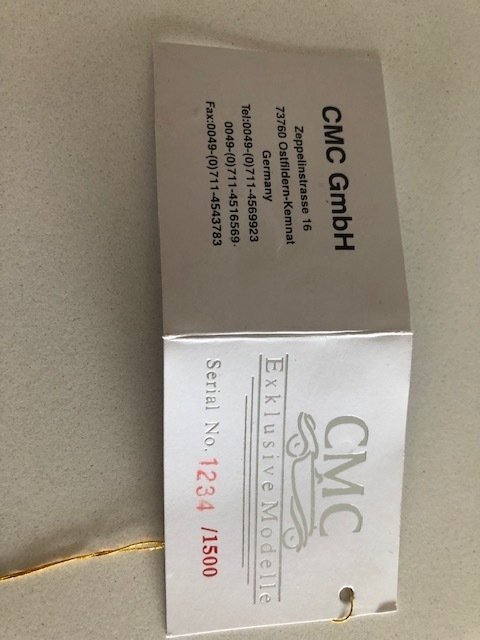 CMC GmbH
Zeppelinstrasse 16
73760 Ostfildern-Kemnat
Germany
Tel:0049-(0)711-4569923
0049-(0)711-4516569.
Fax:0049-(0)711-4543783
CMC
Exklusive Modelle
Serial No. 1234 /1500